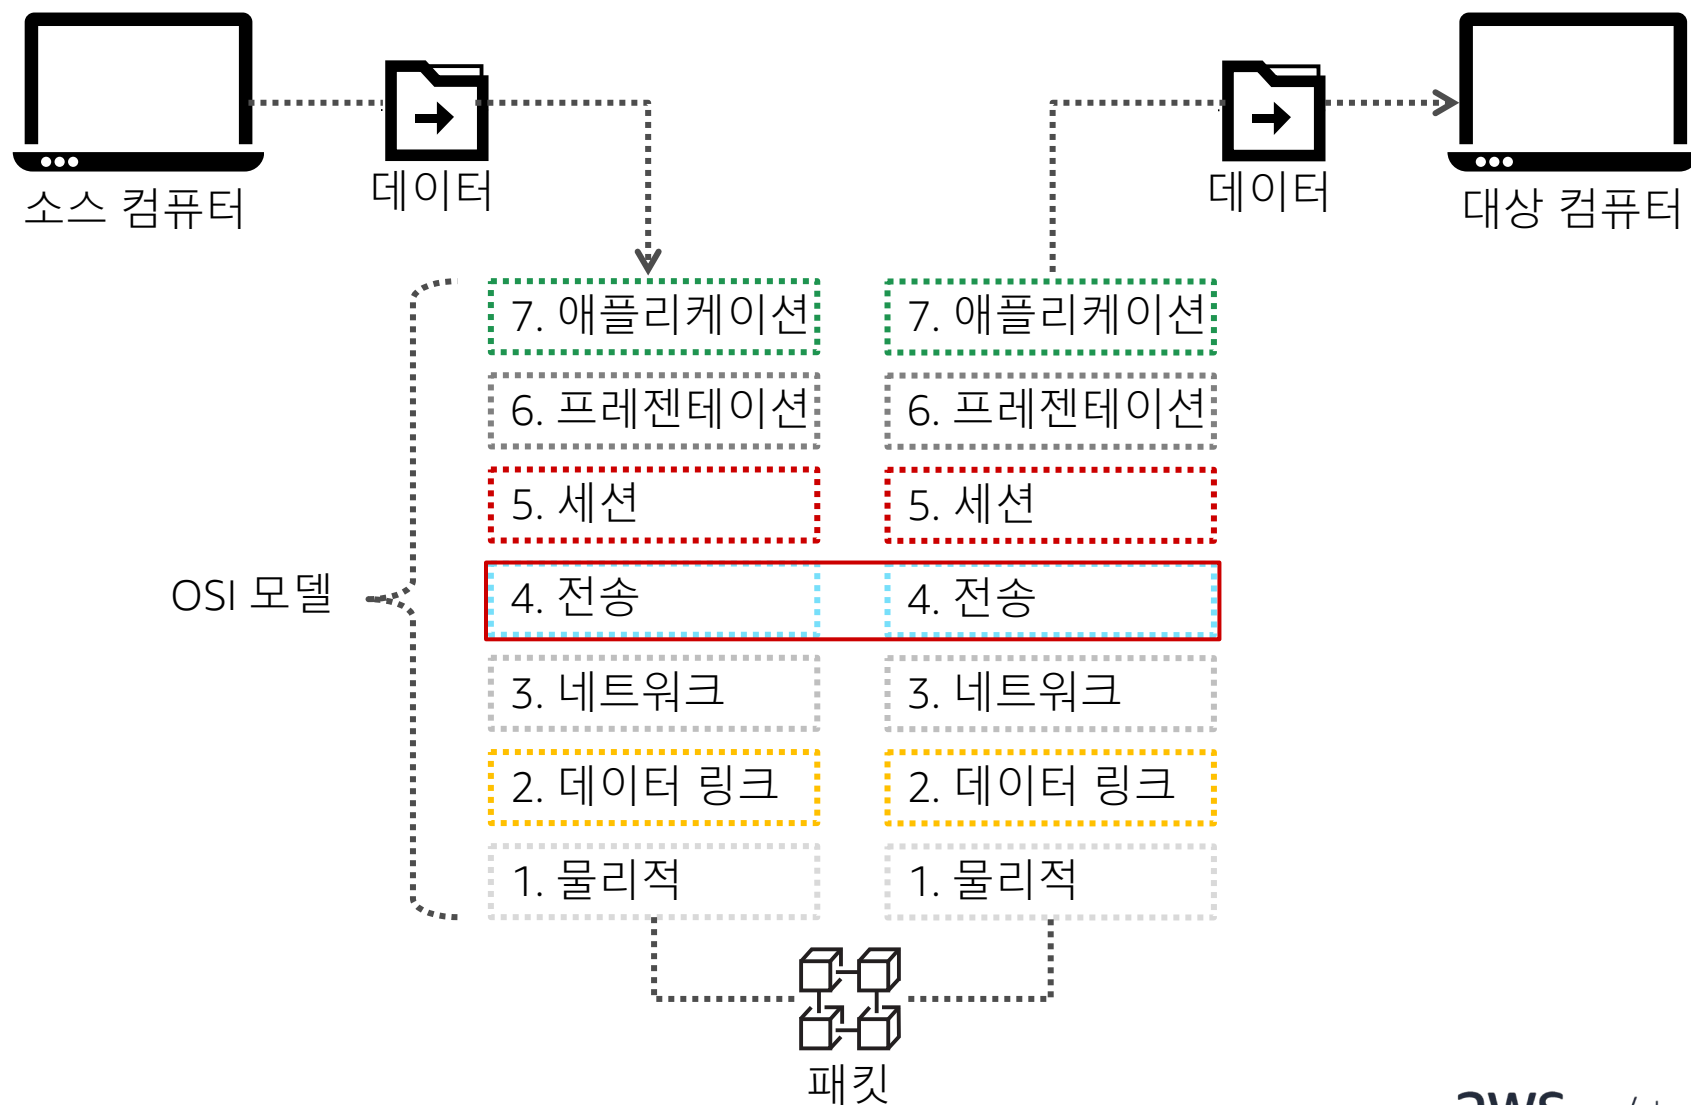 소스 컴퓨터
데이터
데이터
대상 컴퓨터
7. 애플리케이션
7. 애플리케이션
6. 프레젠테이션
6. 프레젠테이션
5. 세션
5. 세션
OSI 모델
4. 전송
4. 전송
3. 네트워크
3. 네트워크
2. 데이터 링크
2. 데이터 링크
1. 물리적
1. 물리적
패킷
aws